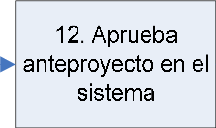 12. Aprueba
anteproyecto en el
sistema